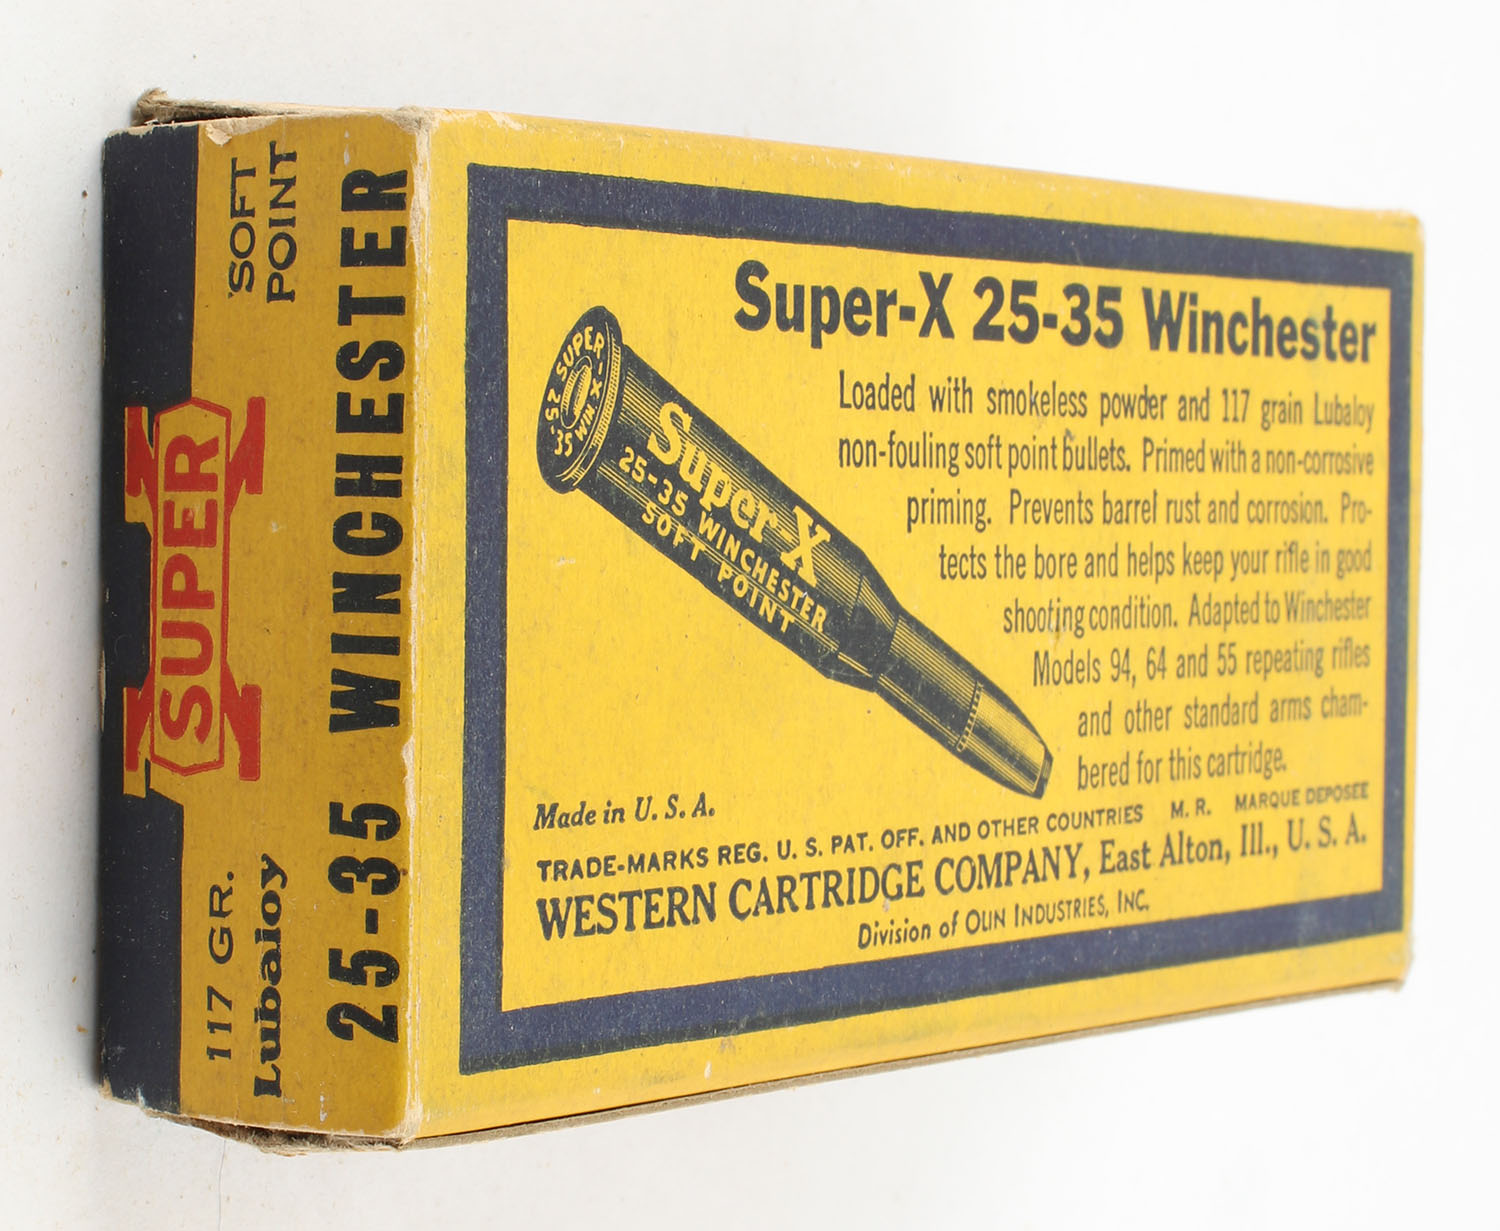 SOFT
POINT
SUPER
X
117 GR.
Lubaloy
25-35 WINCHESTER
Super-X 25-35 Winchester
SUPER-X
25-35 WIN
Super-X
25-35 WINCHESTER
SOFT POINT
Loaded with smokeless powder and 117 grain Lubaloy
non-fouling soft point bullets. Primed with a non-corrosive
priming. Prevents barrel rust and corrosion. Pro-
tects the bore and helps keep your rifle in good
shooting condition. Adapted to Winchester
Models 94, 64 and 55 repeating rifles
and other standard arms cham-
bered for this cartridge.
Made in U. S. A.
TRADE-MARKS REG. U. S. PAT. OFF. AND OTHER COUNTRIES M. R. MARQUE DEPOSEE
WESTERN CARTRIDGE COMPANY, East Alton, Ill., U. S. A.
Division of OLIN INDUSTRIES, INC.